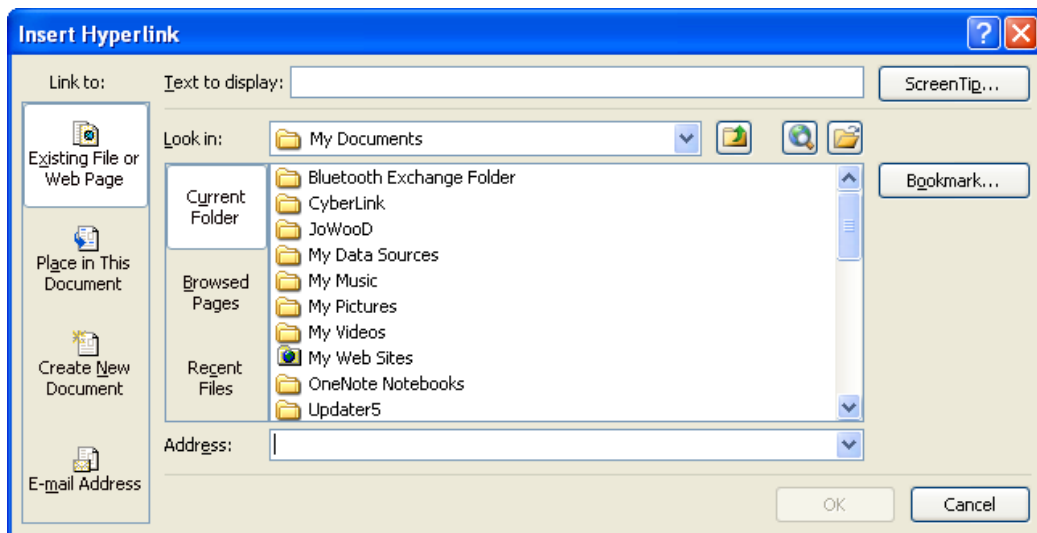 Insert Hyperlink
Link to:
Text to display:
ScreenTip...
Existing File or
Web Page
Place in This
Document
Create New
Document
E-mail Address
Look in:
My Documents
Current
Folder
Browsed
Pages
Recent
Files
Bluetooth Exchange Folder
CyberLink
JoWooD
My Data Sources
My Music
My Pictures
My Videos
My Web Sites
OneNote Notebooks
Updater5
Bookmark...
Address:
OK
Cancel